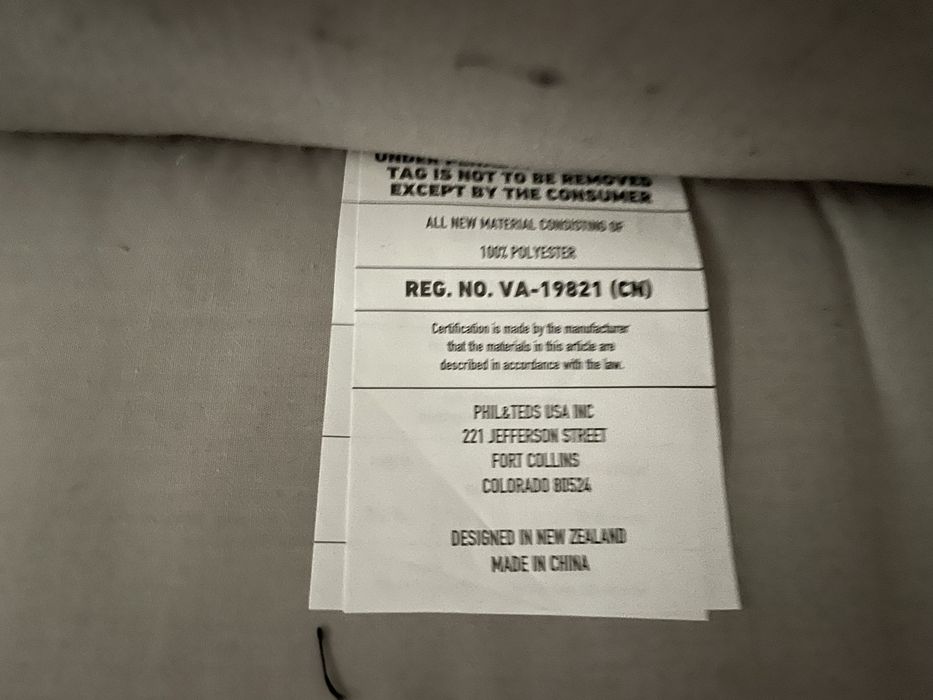 UNDER
TAG IS NOT TO BE REMOVED
EXCEPT BY THE CONSUMER
ALL NEW MATERIAL CONSISTING OF
100% POLYESTER
REG. NO. VA-19821 (CN)
Certification is made by the manufacturer
that the materials in this article are
described in accordance with the law.
PHIL&TEDS USA INC
221 JEFFERSON STREET
FORT COLLINS
COLORADO 80524
DESIGNED IN NEW ZEALAND
MADE IN CHINA